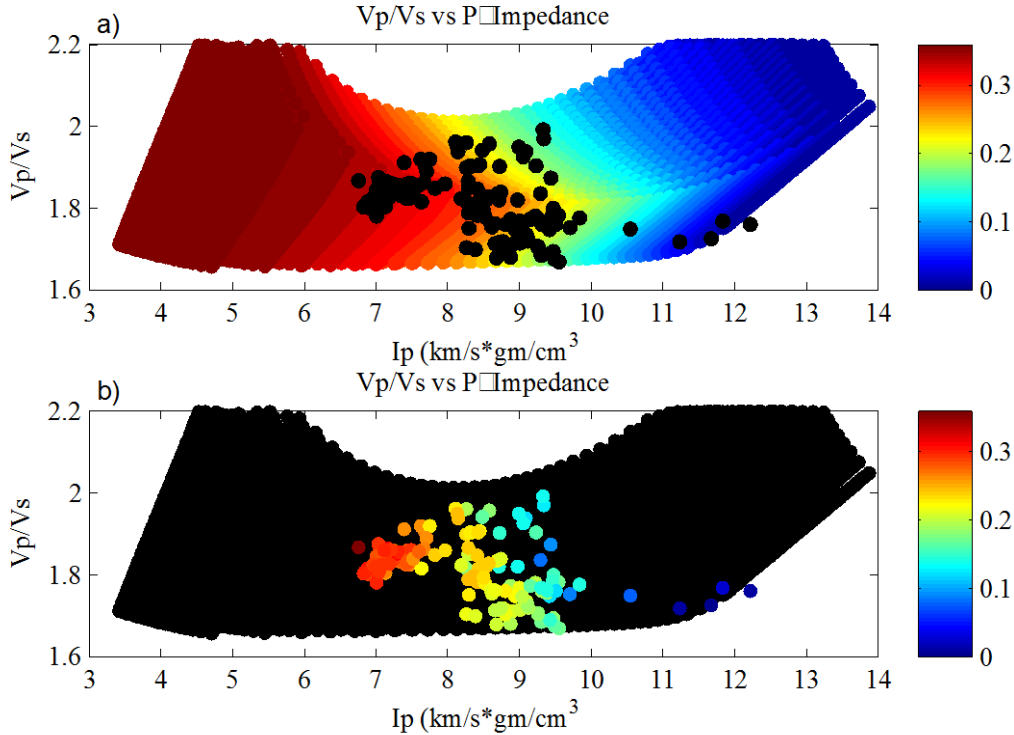 Vp/Vs vs P□Impedance
a)
2.2
2
1.8
1.6
Vp/Vs
3 4 5 6 7 8 9 10 11 12 13 14
Ip (km/s*gm/cm³
0.3
0.2
0.1
0
Vp/Vs vs P□Impedance
b)
2.2
2
1.8
1.6
Vp/Vs
3 4 5 6 7 8 9 10 11 12 13 14
Ip (km/s*gm/cm³
0.3
0.2
0.1
0